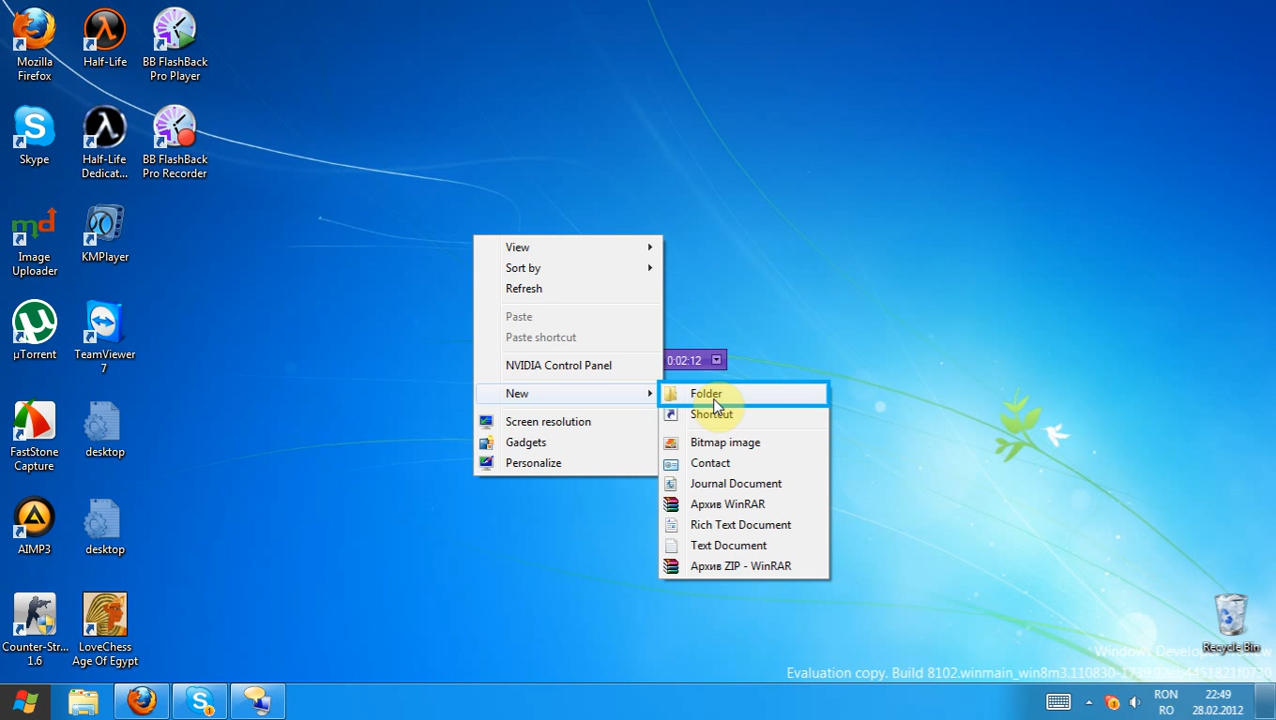 Mozilla
Firefox
Half-Life
BB FlashBack
Pro Player
Skype
Half-Life
Dedicat...
BB FlashBack
Pro Recorder
md
Image
Uploader
KMPlayer
µTorrent
TeamViewer
7
FastStone
Capture
desktop
AIMP3
desktop
Counter-Str...
1.6
LoveChess
Age Of Egypt
View
Sort by
Refresh
Paste
Paste shortcut
NVIDIA Control Panel
New
Screen resolution
Gadgets
Personalize
0:02:12
Folder
Shortcut
Bitmap image
Contact
Journal Document
Архив WinRAR
Rich Text Document
Text Document
Архив ZIP - WinRAR
Recycle Bin
Windows Developer Preview
Evaluation copy. Build 8102.winmain_win8m3.110830-1739
RON
RO
22:49
28.02.2012